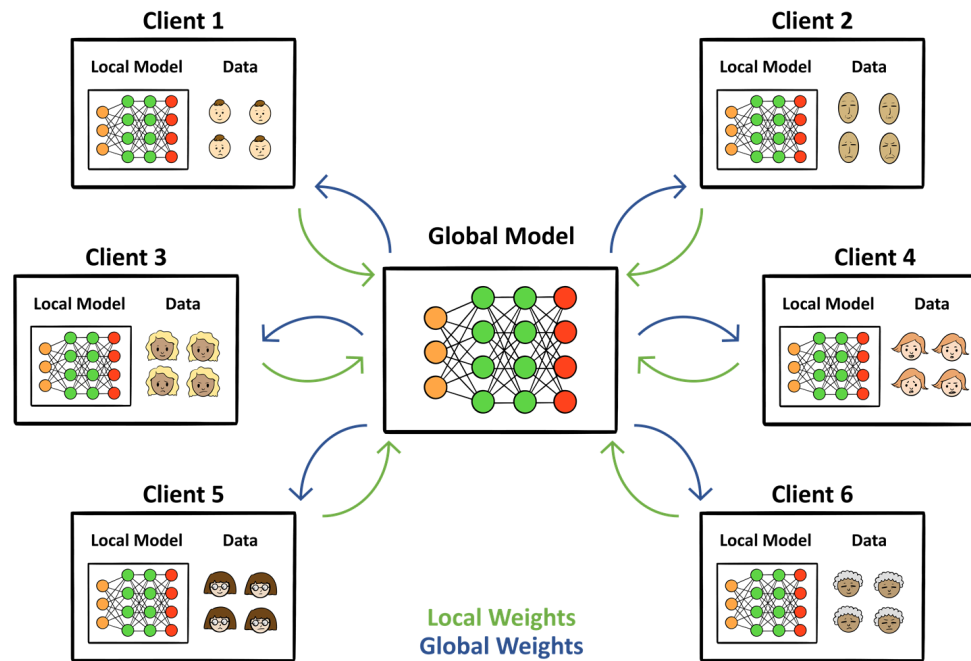 Client 1
Local Model Data
Client 2
Local Model Data
Global Model
Client 3
Local Model Data
Client 4
Local Model Data
Client 5
Local Model Data
Client 6
Local Model Data
Local Weights
Global Weights